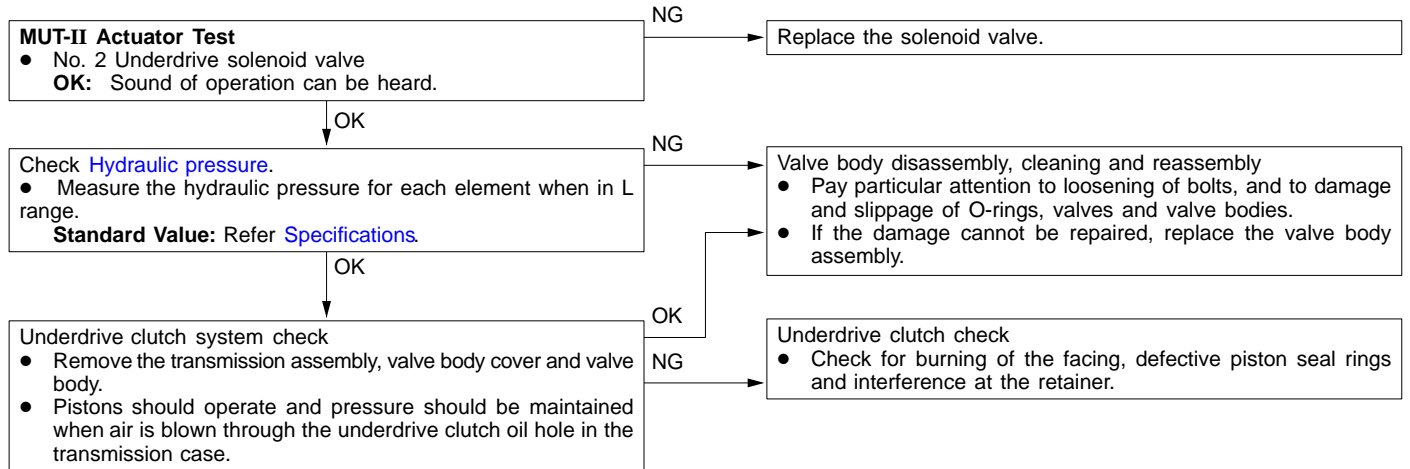 NG
MUT-II Actuator Test
● No. 2 Underdrive solenoid valve
OK: Sound of operation can be heard.
Replace the solenoid valve.
OK
NG
Check Hydraulic pressure.
● Measure the hydraulic pressure for each element when in L
range.
Standard Value: Refer Specifications.
Valve body disassembly, cleaning and reassembly
● Pay particular attention to loosening of bolts, and to damage
and slippage of O-rings, valves and valve bodies.
● If the damage cannot be repaired, replace the valve body
assembly.
OK
OK
Underdrive clutch system check
● Remove the transmission assembly, valve body cover and valve
body.
● Pistons should operate and pressure should be maintained
when air is blown through the underdrive clutch oil hole in the
transmission case.
NG
Underdrive clutch check
● Check for burning of the facing, defective piston seal rings
and interference at the retainer.